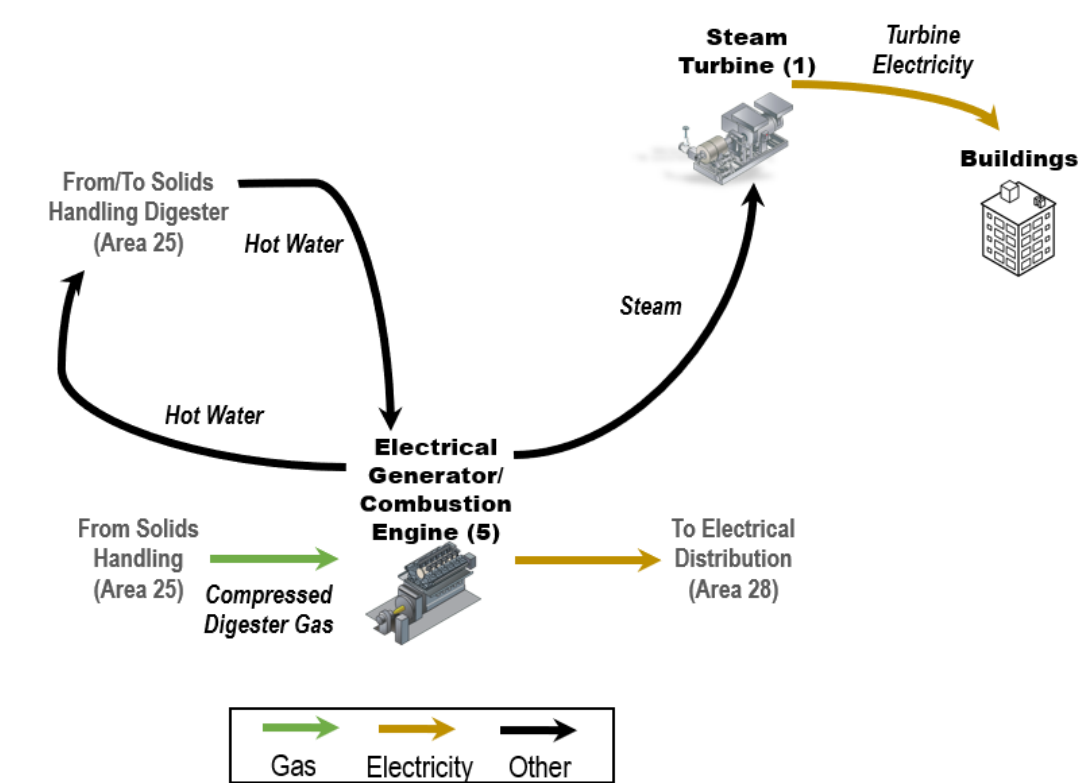 Steam
Turbine (1)
Turbine
Electricity
Buildings
From/To Solids
Handling Digester
(Area 25)
Hot Water
Steam
Hot Water
Electrical
Generator/
Combustion
Engine (5)
From Solids
Handling
(Area 25)
Compressed
Digester Gas
To Electrical
Distribution
(Area 28)
Gas
Electricity
Other